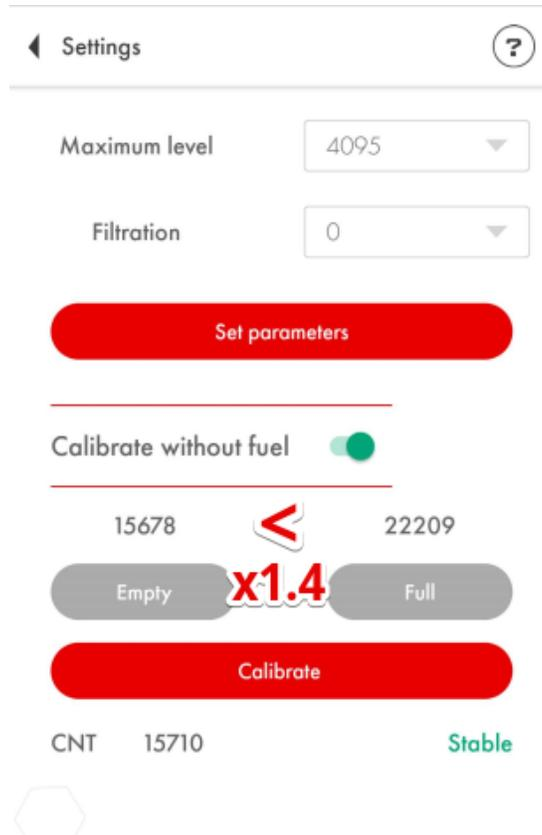 Settings
?
Maximum level 4095
Filtration 0
Set parameters
Calibrate without fuel
15678 < 22209
Empty x1.4 Full
Calibrate
CNT 15710 Stable